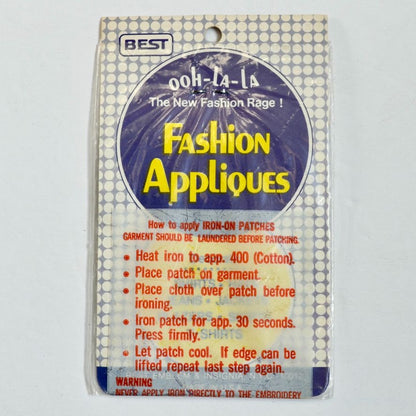 BEST
OOH-LA-LA
The New Fashion Rage !
FASHION
APPLIQUES
How to apply IRON-ON PATCHES
GARMENT SHOULD BE LAUNDERED BEFORE PATCHING.
• Heat iron to app. 400 (Cotton).
• Place patch on garment.
• Place cloth over patch before
ironing.
• Iron patch for app. 30 seconds.
Press firmly.
SHIRTS
• Let patch cool. If edge can be
lifted repeat last step again.
EMBLEM & INSIGNIA
WARNING
NEVER APPLY IRON DIRECTLY TO THE EMBROIDERY